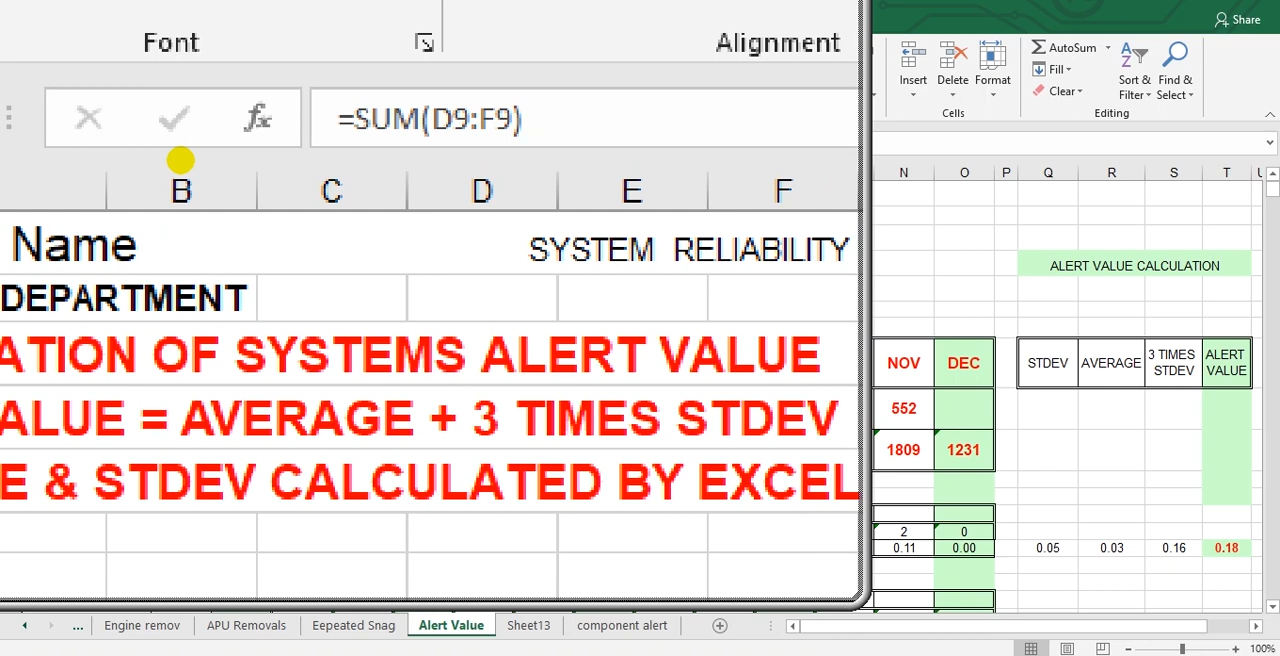 Share
Font
Alignment
Insert
Delete
Format
AutoSum
Fill
Clear
Sort & Filter
Find & Select
Cells
Editing
fx
=SUM(D9:F9)
B C D E F
N O P Q R S T
Name
SYSTEM RELIABILITY
DEPARTMENT
ATION OF SYSTEMS ALERT VALUE
ALUE = AVERAGE + 3 TIMES STDEV
E & STDEV CALCULATED BY EXCEL
ALERT VALUE CALCULATION
NOV DEC
STDEV AVERAGE 3 TIMES STDEV ALERT VALUE
552
1809 1231
2 0
0.11 0.00 0.05 0.03 0.16 0.18
... Engine remov APU Removals Eepeated Snag Alert Value Sheet13 component alert
100%